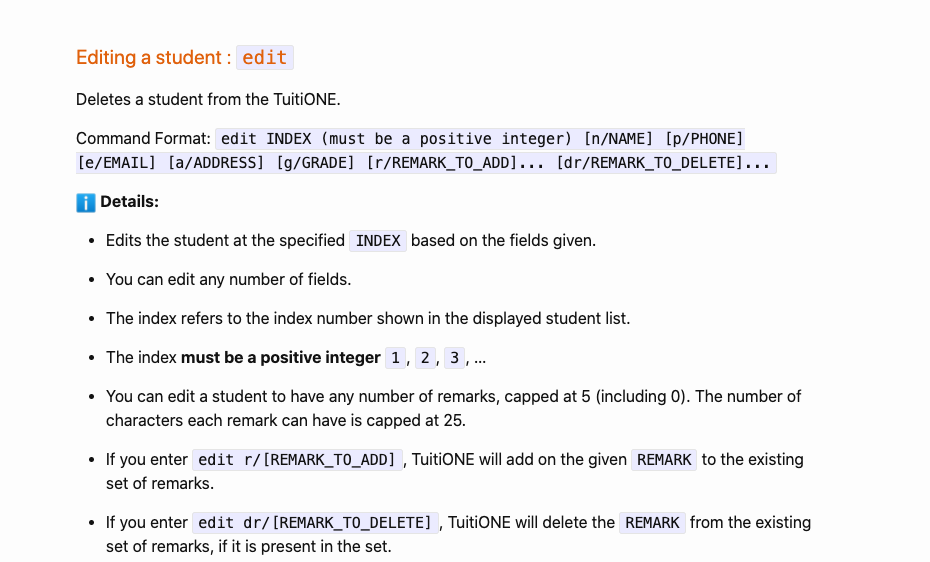 Editing a student : edit
Deletes a student from the TuitiONE.
Command Format: edit INDEX (must be a positive integer) [n/NAME] [p/PHONE]
[e/EMAIL] [a/ADDRESS] [g/GRADE] [r/REMARK_TO_ADD]... [dr/REMARK_TO_DELETE]...
ℹ️ Details:
• Edits the student at the specified INDEX based on the fields given.
• You can edit any number of fields.
• The index refers to the index number shown in the displayed student list.
• The index must be a positive integer 1, 2, 3, …
• You can edit a student to have any number of remarks, capped at 5 (including 0). The number of
characters each remark can have is capped at 25.
• If you enter edit r/[REMARK_TO_ADD], TuitiONE will add on the given REMARK to the existing
set of remarks.
• If you enter edit dr/[REMARK_TO_DELETE], TuitiONE will delete the REMARK from the existing
set of remarks, if it is present in the set.